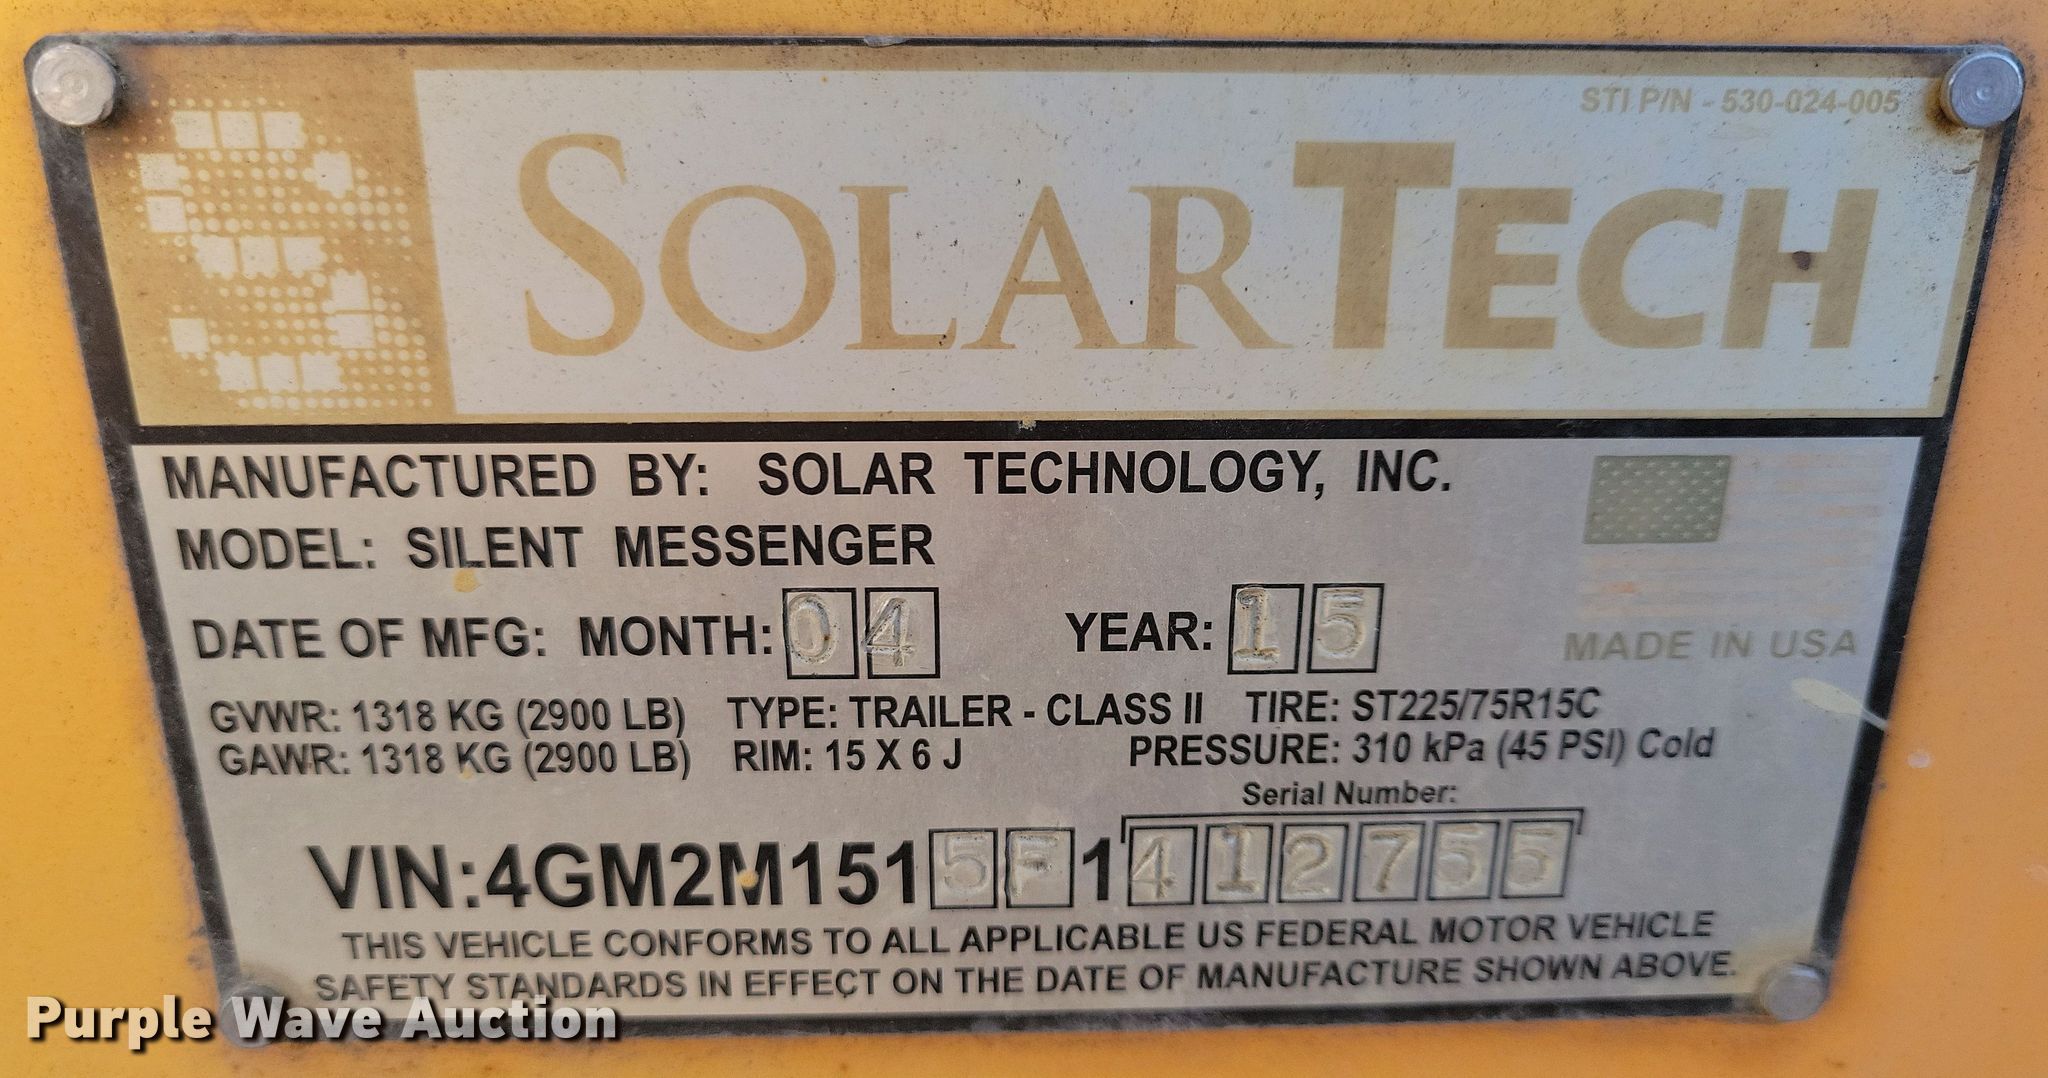 STI P/N - 530-024-005
SOLARTECH
MANUFACTURED BY: SOLAR TECHNOLOGY, INC.
MODEL: SILENT MESSENGER
DATE OF MFG: MONTH: 04 YEAR: 15
MADE IN USA
GVWR: 1318 KG (2900 LB) TYPE: TRAILER - CLASS II TIRE: ST225/75R15C
GAWR: 1318 KG (2900 LB) RIM: 15 X 6 J PRESSURE: 310 kPa (45 PSI) Cold
Serial Number:
VIN:4GM2M1515F1412755
THIS VEHICLE CONFORMS TO ALL APPLICABLE US FEDERAL MOTOR VEHICLE
SAFETY STANDARDS IN EFFECT ON THE DATE OF MANUFACTURE SHOWN ABOVE.
Purple Wave Auction